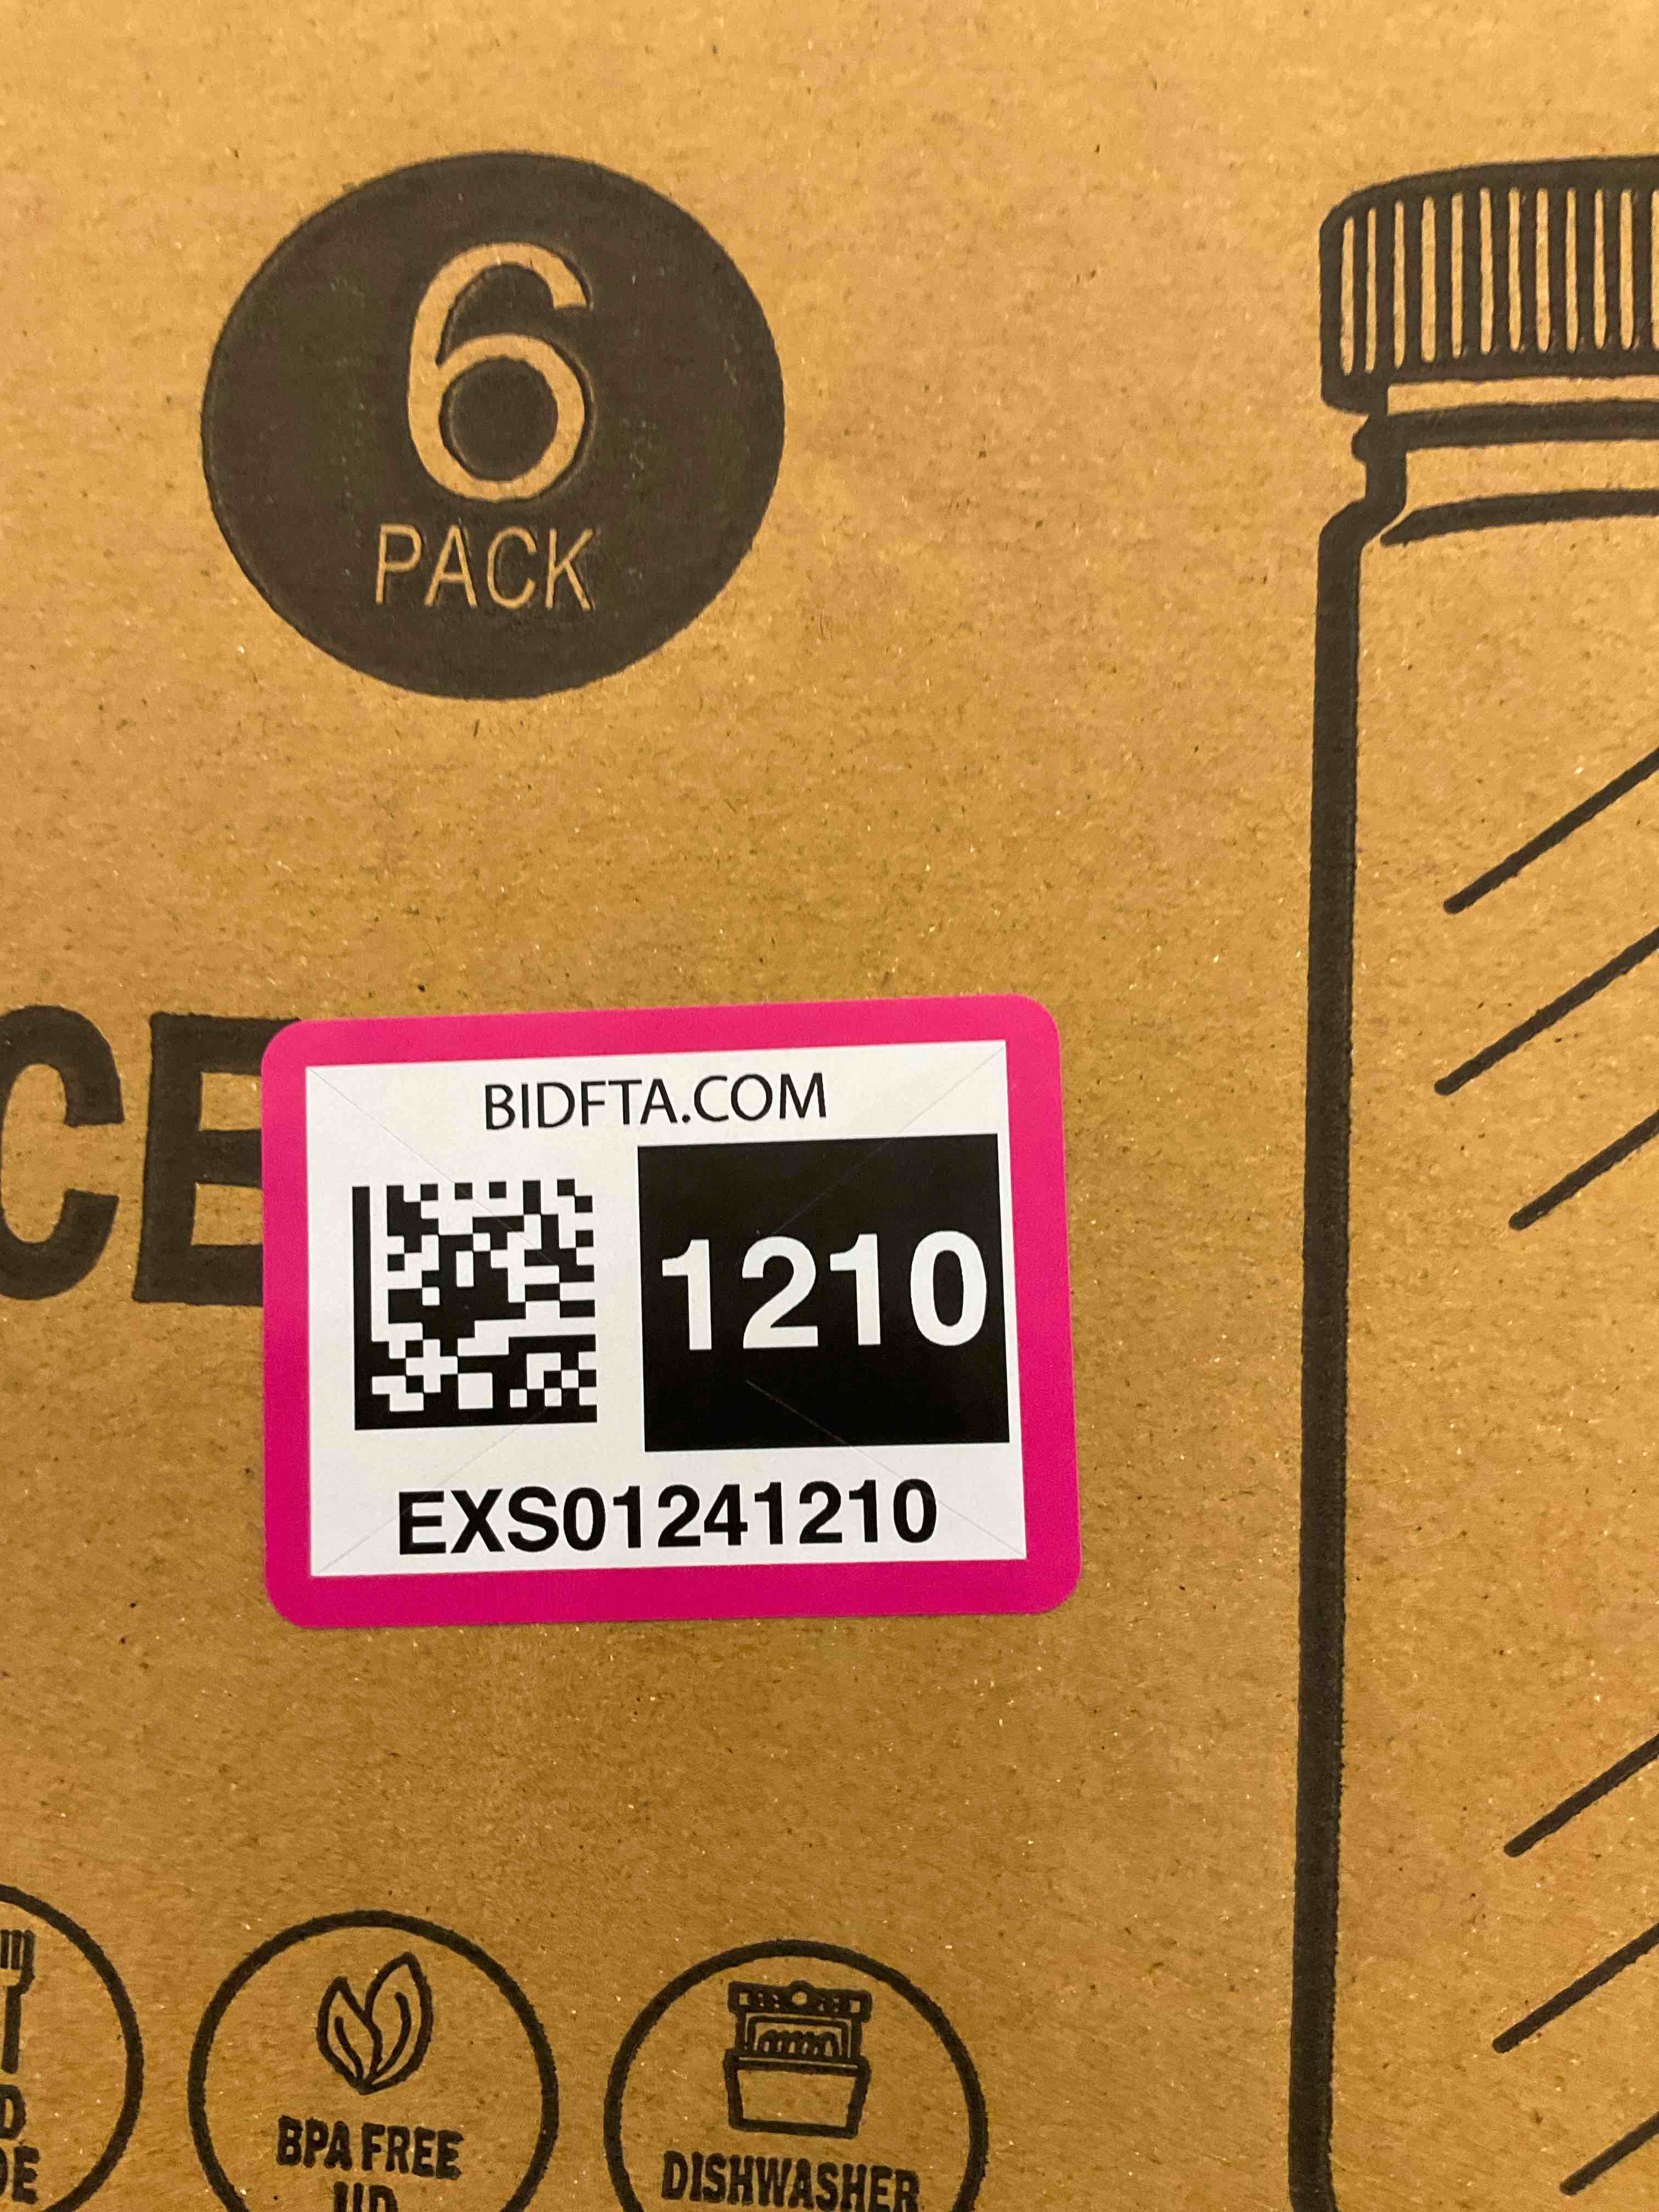 6
PACK
CE
BIDFTA.COM
1210
EXS01241210
BPA FREE
DISHWASHER